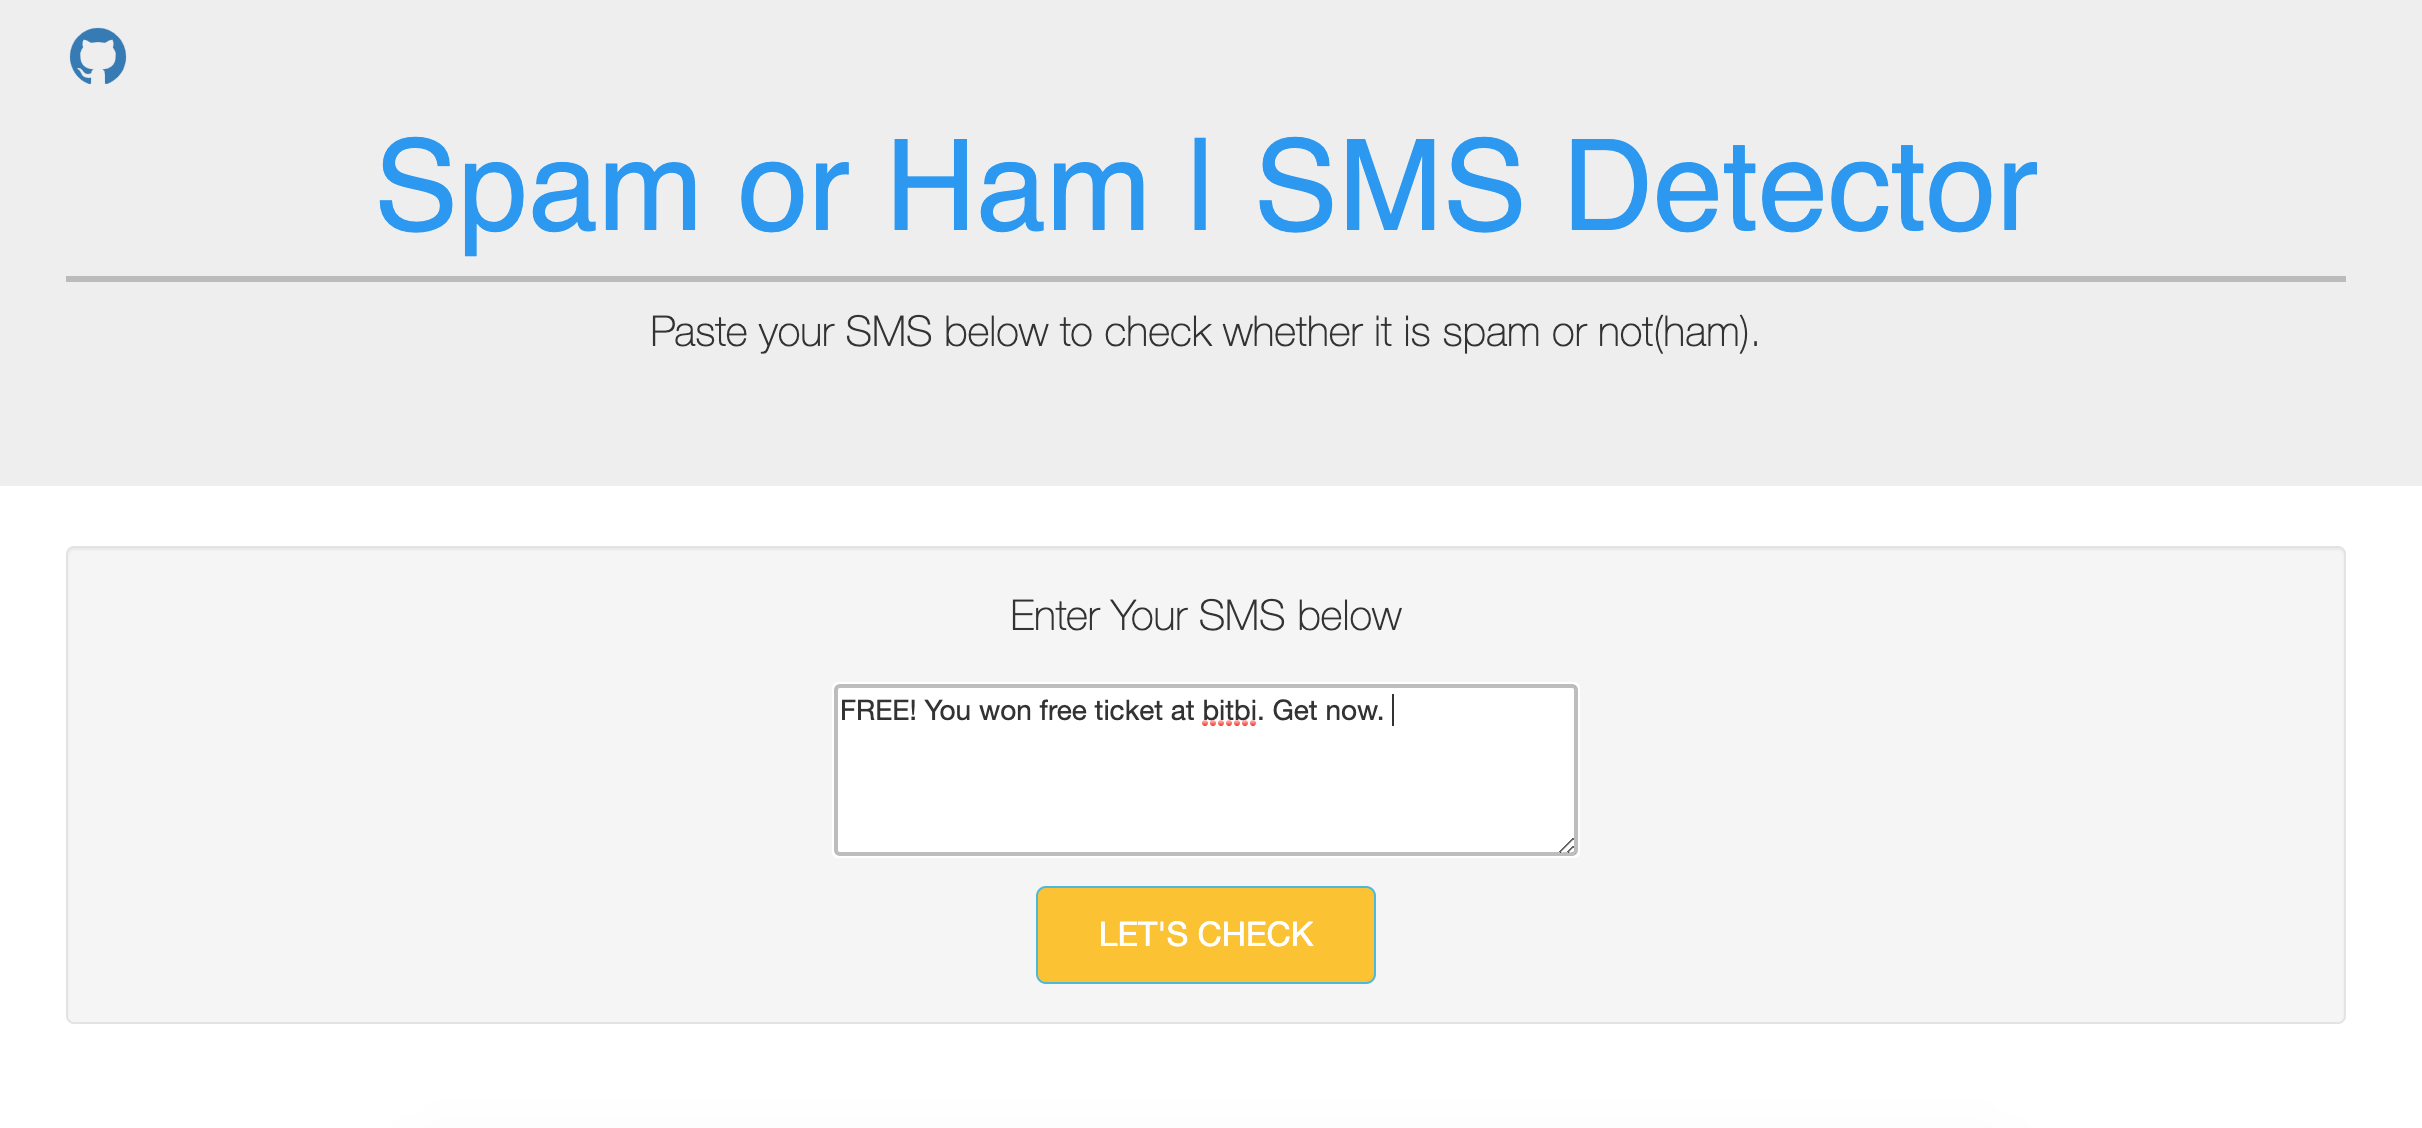 Spam or Ham | SMS Detector
Paste your SMS below to check whether it is spam or not(ham).
Enter Your SMS below
FREE! You won free ticket at bitbi. Get now.
LET'S CHECK